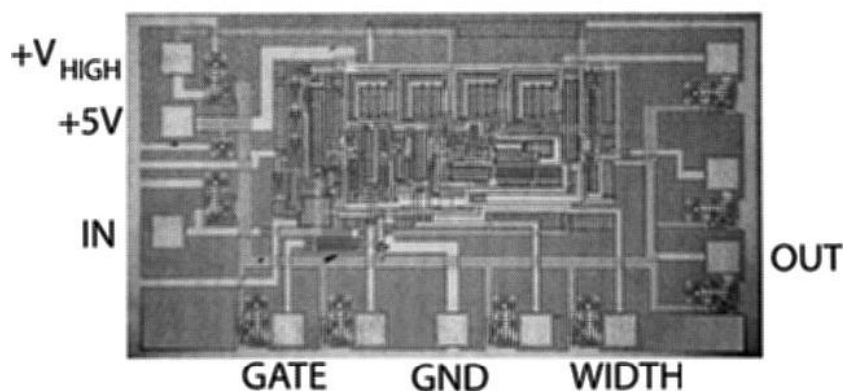 +V HIGH
+5V
IN
OUT
GATE GND WIDTH